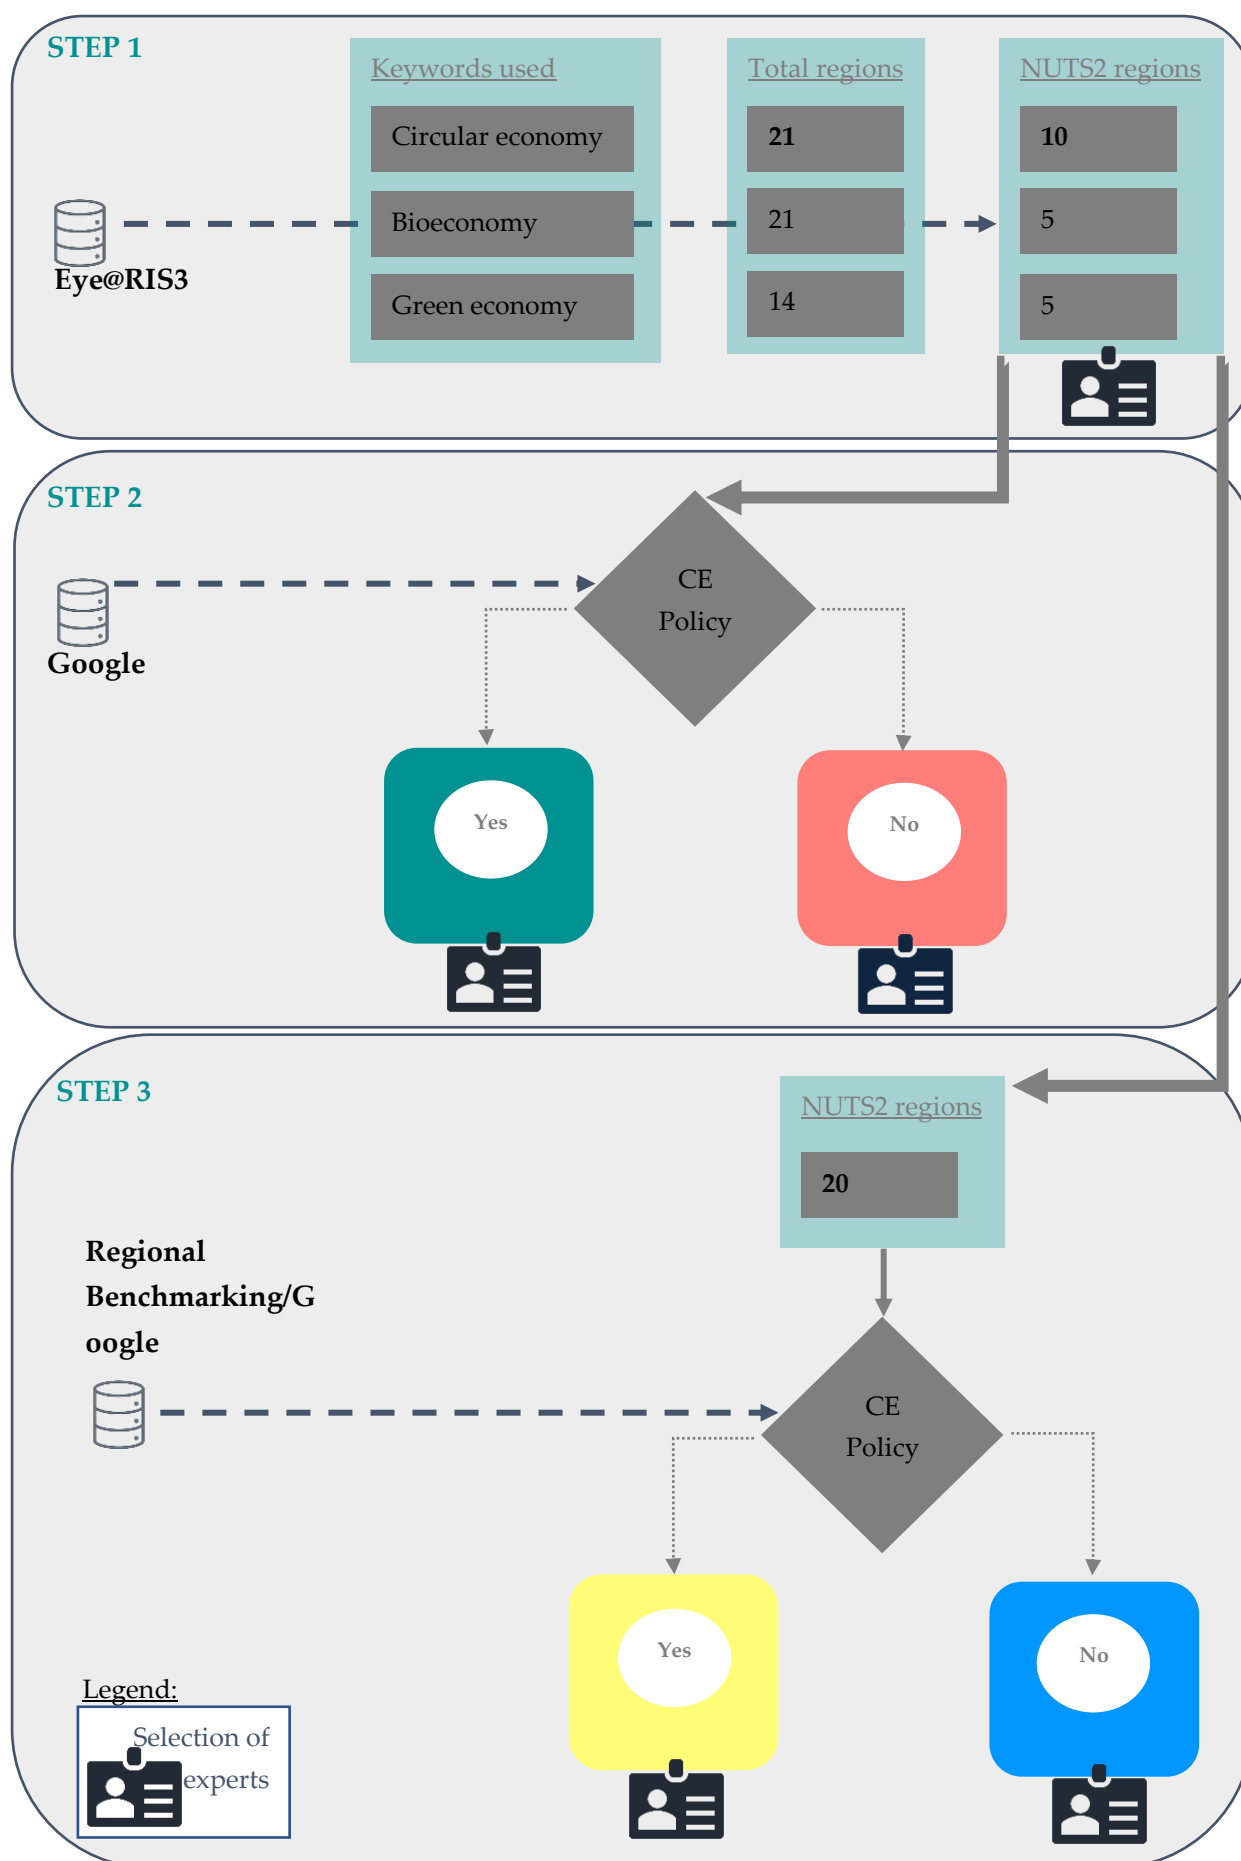 STEP 1
Keywords used
Total regions
NUTS2 regions
Circular economy
21
10
Bioeconomy
21
5
Eye@RIS3
Green economy
14
5
STEP 2
CE
Policy
Google
Yes
No
STEP 3
NUTS2 regions
20
Regional
Benchmarking/G
oogle
CE
Policy
Yes
No
Legend:
Selection of
experts